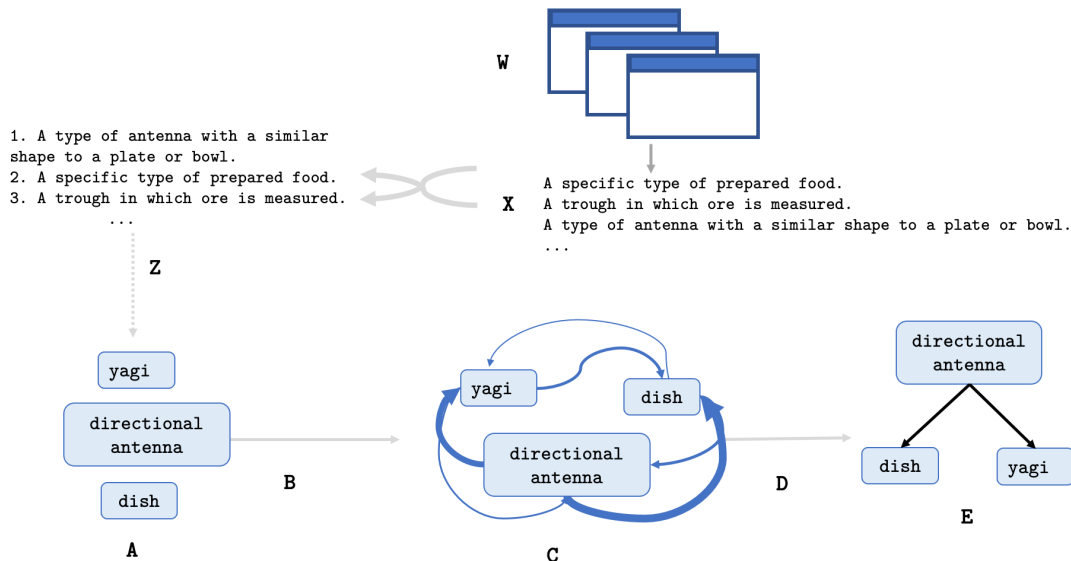 W
1. A type of antenna with a similar
shape to a plate or bowl.
2. A specific type of prepared food.
3. A trough in which ore is measured.
...
X
A specific type of prepared food.
A trough in which ore is measured.
A type of antenna with a similar shape to a plate or bowl.
...
Z
yagi
directional
antenna
dish
A
B
yagi
dish
directional
antenna
C
D
directional
antenna
dish
yagi
E